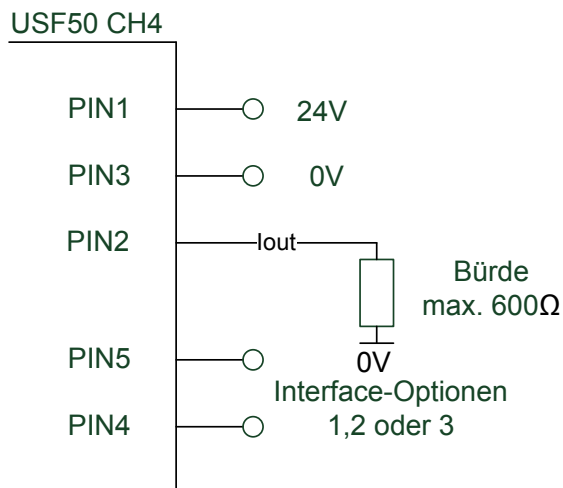 USF50 CH4
PIN1
24V
PIN3
0V
PIN2
Iout
Bürde
max. 600Ω
0V
PIN5
Interface-Optionen
PIN4
1,2 oder 3